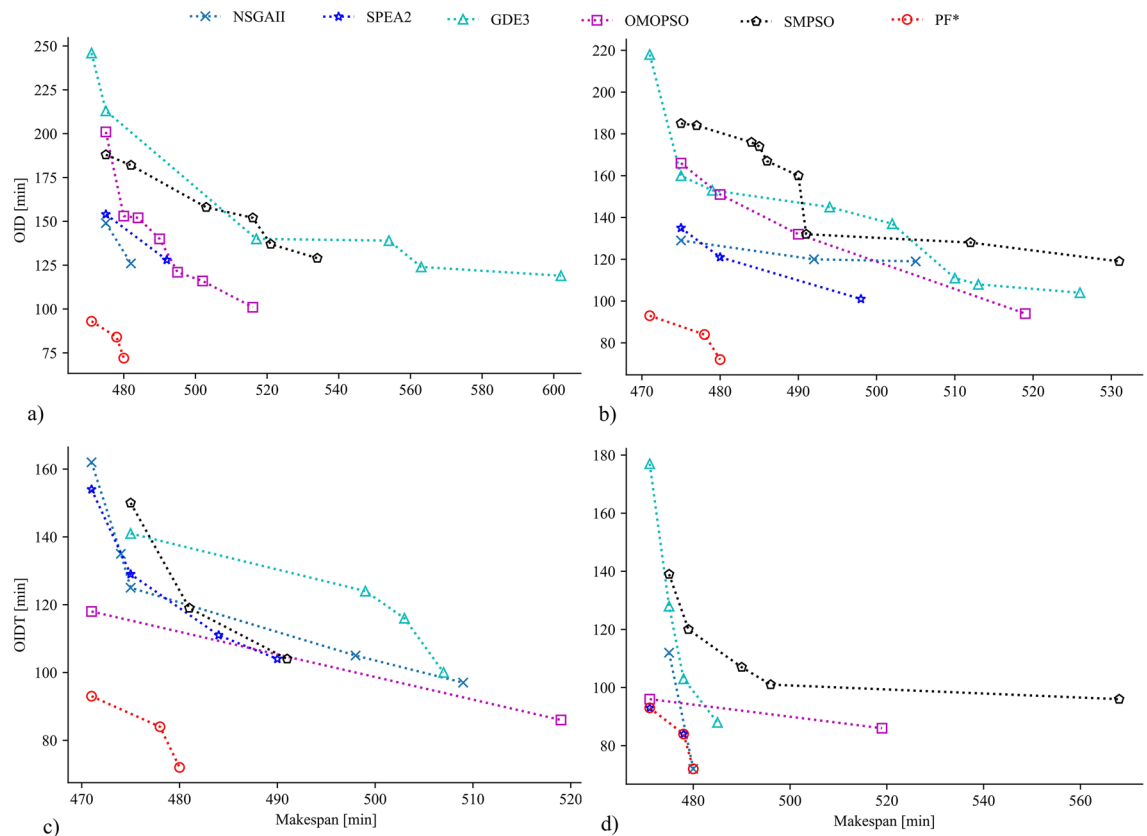 NSGAII SPEA2 GDE3 OMOPSO SMPSO PF*
OID [min]
250
225
200
175
150
125
100
75
480 500 520 540 560 580 600
a)
220
200
180
160
140
120
100
80
470 480 490 500 510 520 530
b)
OIDT [min]
160
140
120
100
80
470 480 490 500 510 520
Makespan [min]
c)
180
160
140
120
100
80
480 500 520 540 560
Makespan [min]
d)